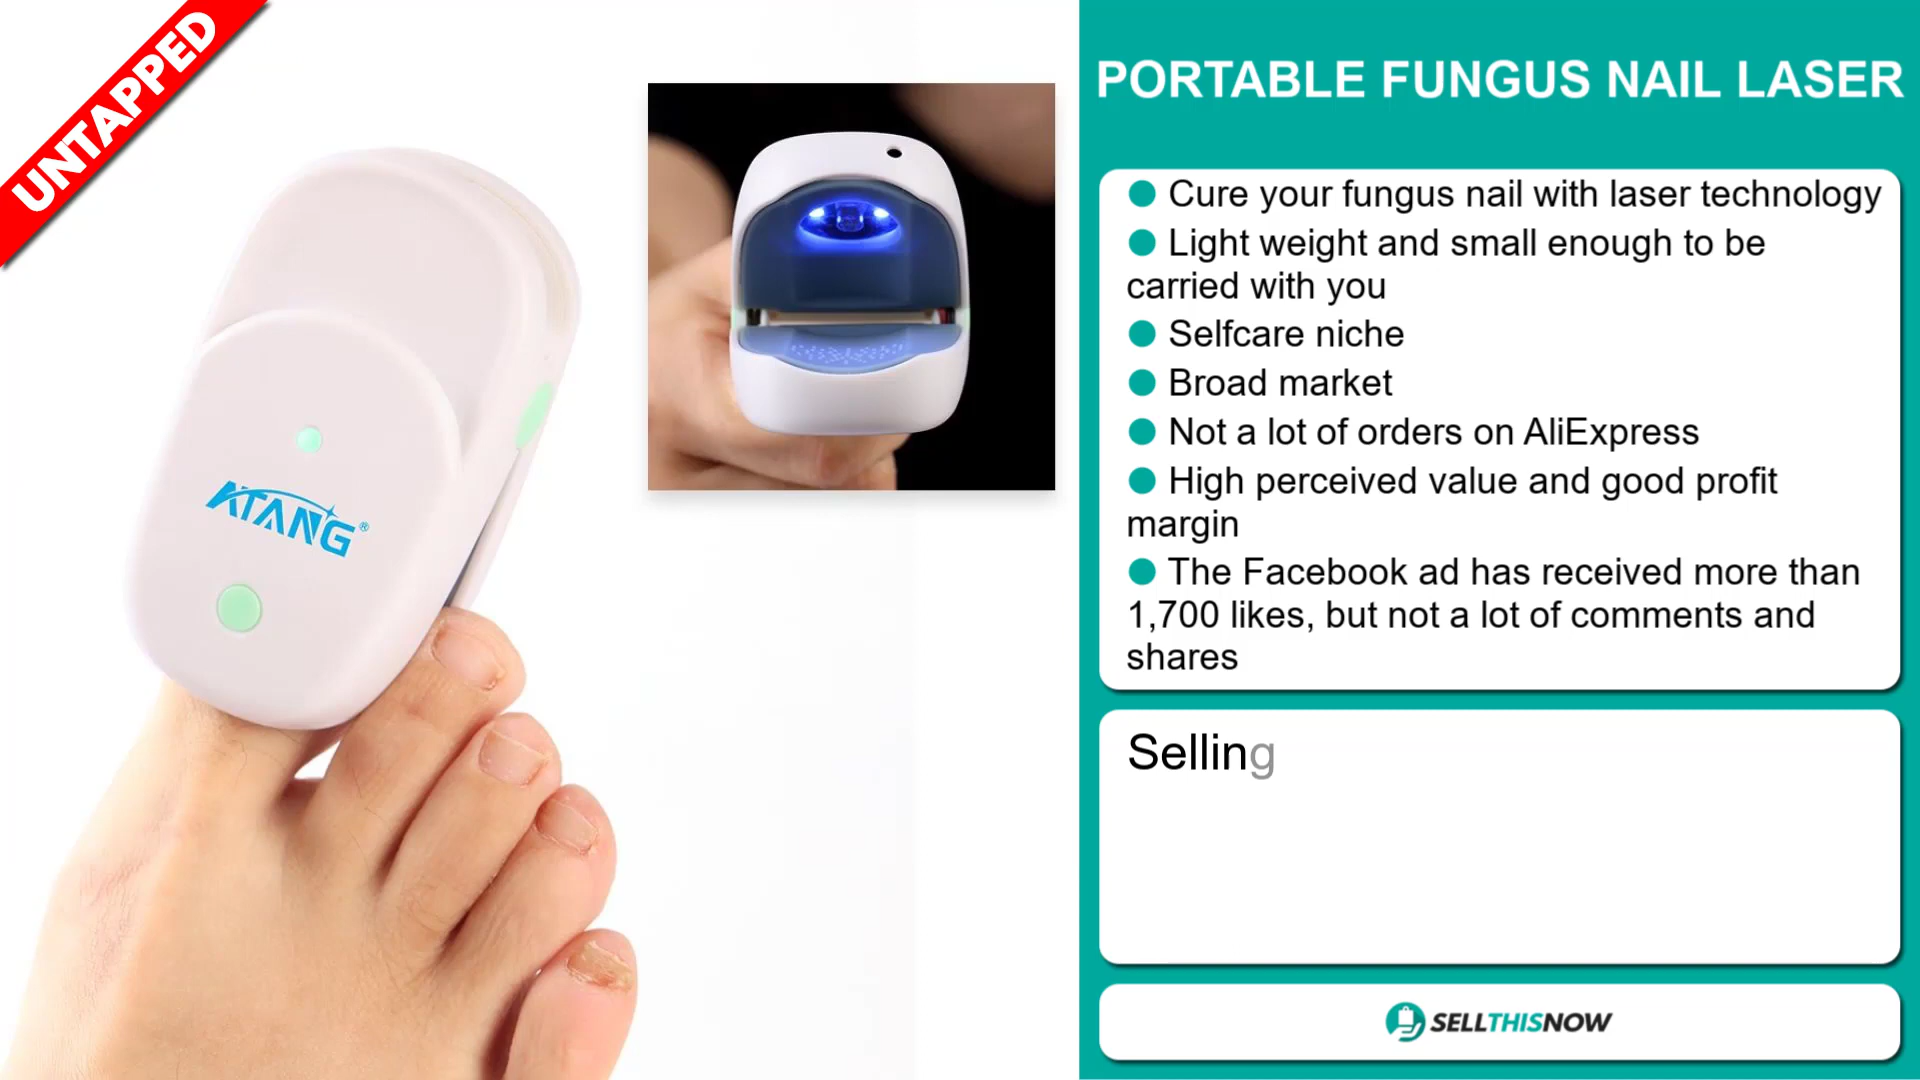 UNTAPPED
ATANG®
PORTABLE FUNGUS NAIL LASER
● Cure your fungus nail with laser technology
● Light weight and small enough to be
carried with you
● Selfcare niche
● Broad market
● Not a lot of orders on AliExpress
● High perceived value and good profit
margin
● The Facebook ad has received more than
1,700 likes, but not a lot of comments and
shares
Selling
SELLTHISNOW